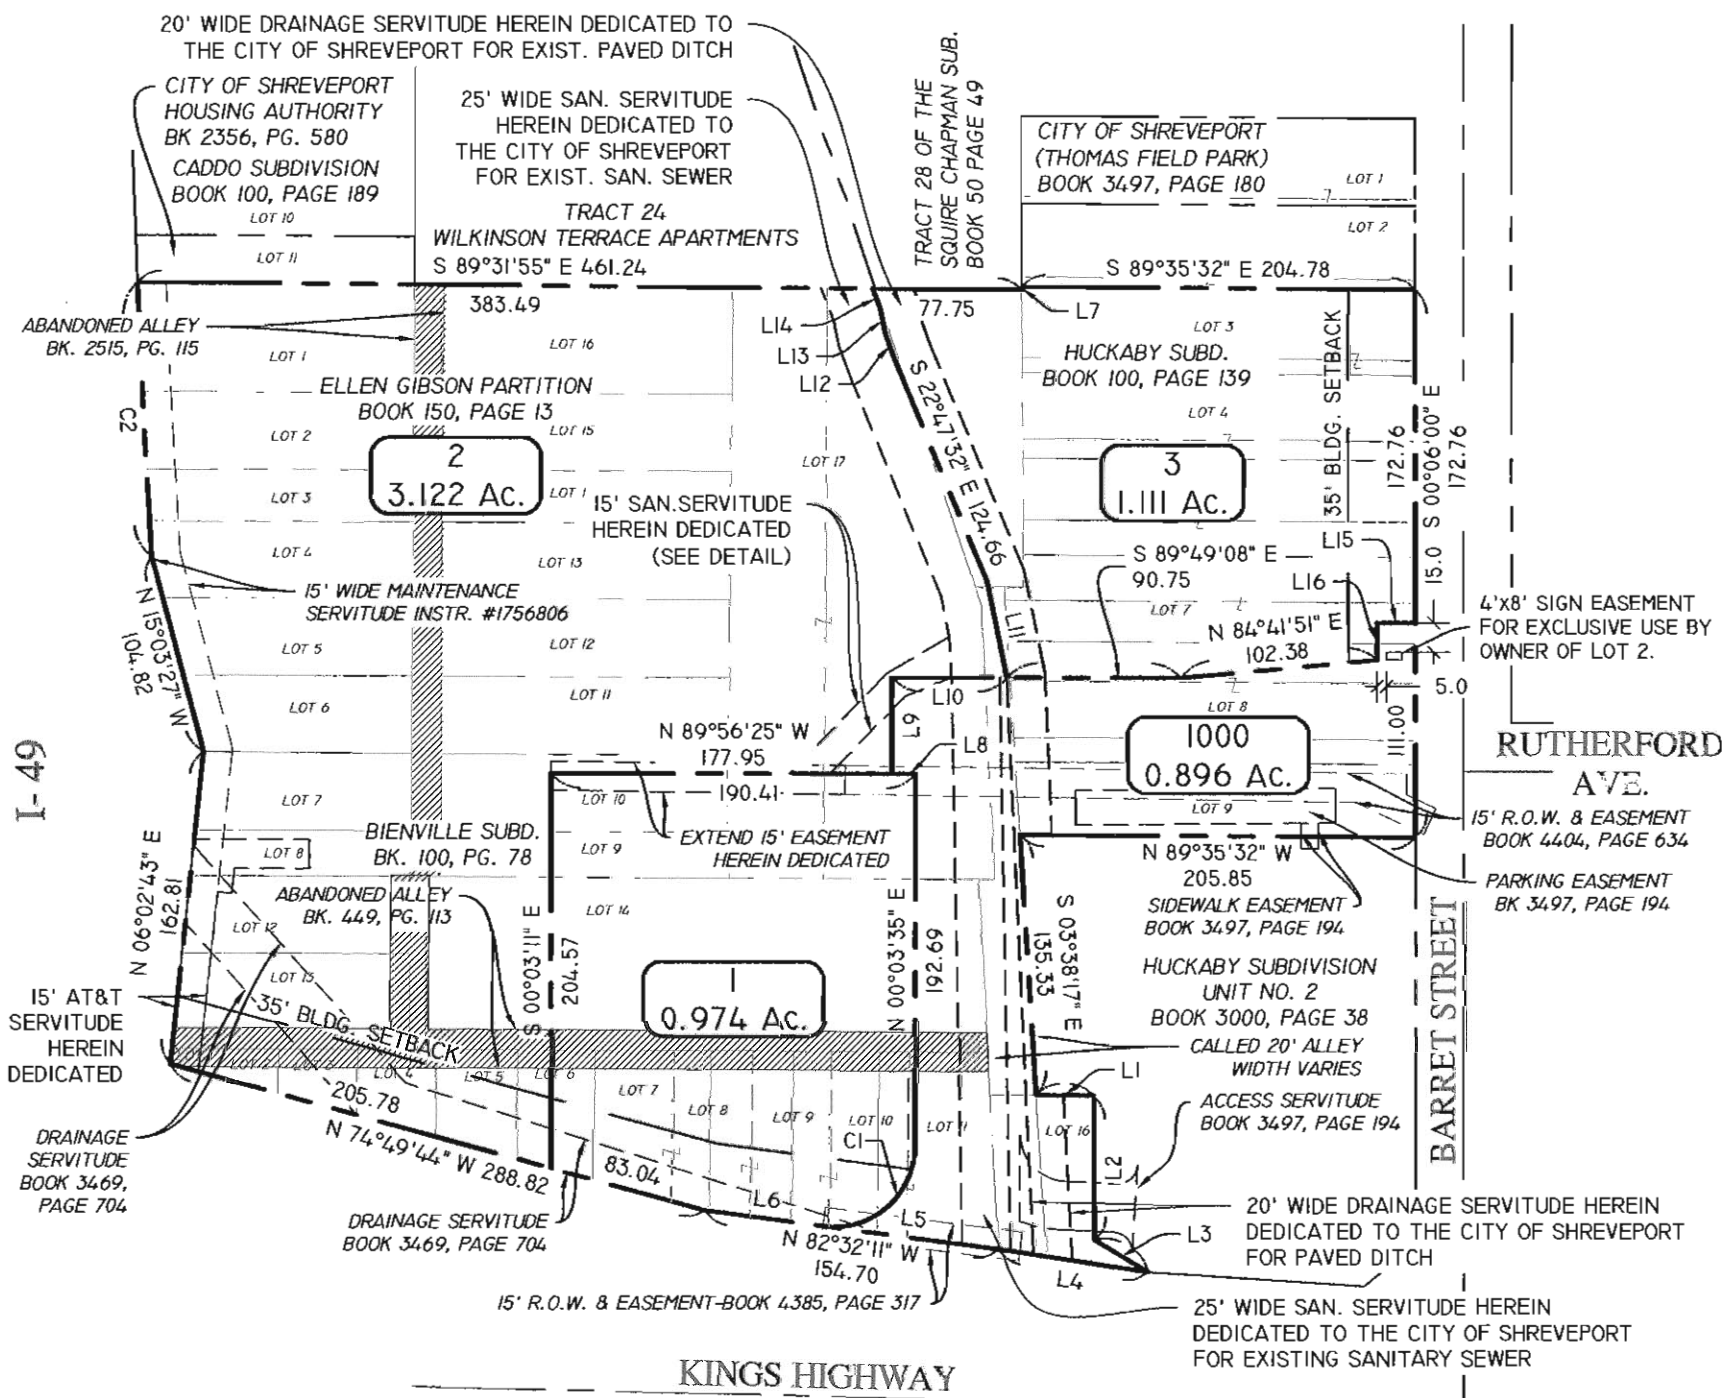 20' WIDE DRAINAGE SERVITUDE HEREIN DEDICATED TO
THE CITY OF SHREVEPORT FOR EXIST. PAVED DITCH
CITY OF SHREVEPORT
HOUSING AUTHORITY
BK 2356, PG. 580
CADDO SUBDIVISION
BOOK 100, PAGE 189
LOT 10
LOT 11
25' WIDE SAN. SERVITUDE
HEREIN DEDICATED TO
THE CITY OF SHREVEPORT
FOR EXIST. SAN. SEWER
TRACT 24
WILKINSON TERRACE APARTMENTS
S 89°31'55" E 461.24
383.49
77.75
TRACT 28 OF THE
SQUIRE CHAPMAN SUB.
BOOK 50 PAGE 49
CITY OF SHREVEPORT
(THOMAS FIELD PARK)
BOOK 3497, PAGE 180
LOT 1
LOT 2
S 89°35'32" E 204.78
L7
L14
L13
L12
ABANDONED ALLEY
BK. 2515, PG. 115
LOT 1
LOT 16
ELLEN GIBSON PARTITION
BOOK 150, PAGE 13
C2
LOT 2
LOT 15
2
3.122 Ac.
LOT 3
LOT 1
LOT 17
LOT 4
LOT 13
15' SAN.SERVITUDE
HEREIN DEDICATED
(SEE DETAIL)
S 22°47'32" E 124.66
L11
LOT 3
HUCKABY SUBD.
BOOK 100, PAGE 139
LOT 4
3
1.111 Ac.
35' BLDG. SETBACK
172.76
S 00°06'00" E
172.76
S 89°49'08" E
90.75
L15
L16
15.0
LOT 7
N 84°41'51" E
102.38
4'x8' SIGN EASEMENT
FOR EXCLUSIVE USE BY
OWNER OF LOT 2.
5.0
15' WIDE MAINTENANCE
SERVITUDE INSTR. #1756806
N 15°03'27" W
104.82
LOT 5
LOT 12
LOT 6
LOT 11
L10
L9
L8
N 89°56'25" W
177.95
190.41
LOT 8
1000
0.896 Ac.
111.00
RUTHERFORD
AVE.
I-49
LOT 7
LOT 10
LOT 9
15' R.O.W. & EASEMENT
BOOK 4404, PAGE 634
BIENVILLE SUBD.
BK. 100, PG. 78
LOT 8
LOT 9
EXTEND 15' EASEMENT
HEREIN DEDICATED
N 89°35'32" W
205.85
PARKING EASEMENT
BK 3497, PAGE 194
SIDEWALK EASEMENT
BOOK 3497, PAGE 194
N 06°02'43" E
162.81
ABANDONED ALLEY
BK. 449, PG. 113
LOT 12
LOT 14
LOT 13
S 00°03'11" E
204.57
N 00°03'35" E
192.69
S 03°38'17" E
135.33
1
0.974 Ac.
HUCKABY SUBDIVISION
UNIT NO. 2
BOOK 3000, PAGE 38
CALLED 20' ALLEY
WIDTH VARIES
BARRET STREET
15' AT&T
SERVITUDE
HEREIN
DEDICATED
35' BLDG. SETBACK
LOT 2
LOT 3
LOT 4
LOT 5
LOT 6
LOT 7
LOT 8
LOT 9
LOT 10
LOT 11
LOT 16
L1
L2
L3
L4
L5
L6
C1
ACCESS SERVITUDE
BOOK 3497, PAGE 194
205.78
N 74°49'44" W 288.82
83.04
DRAINAGE
SERVITUDE
BOOK 3469,
PAGE 704
DRAINAGE SERVITUDE
BOOK 3469, PAGE 704
N 82°32'11" W
154.70
20' WIDE DRAINAGE SERVITUDE HEREIN
DEDICATED TO THE CITY OF SHREVEPORT
FOR PAVED DITCH
15' R.O.W. & EASEMENT-BOOK 4385, PAGE 317
25' WIDE SAN. SERVITUDE HEREIN
DEDICATED TO THE CITY OF SHREVEPORT
FOR EXISTING SANITARY SEWER
KINGS HIGHWAY